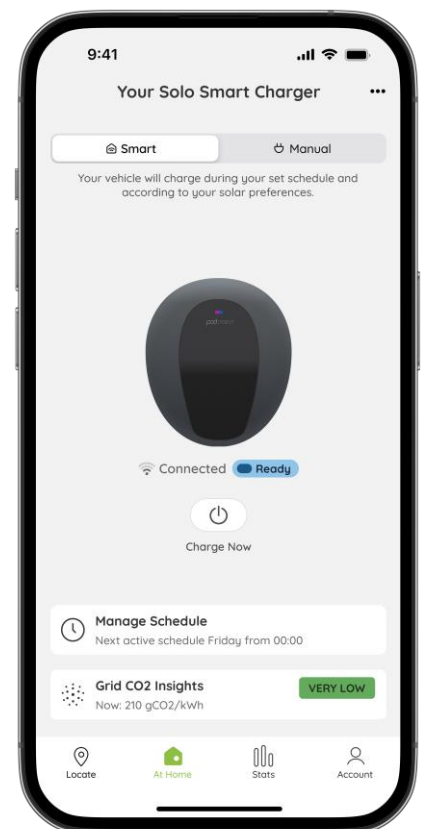 9:41
Your Solo Smart Charger
Smart
Manual
Your vehicle will charge during your set schedule and
according to your solar preferences.
pod
Connected
Ready
Charge Now
Manage Schedule
Next active schedule Friday from 00:00
Grid CO2 Insights
VERY LOW
Now: 210 gCO2/kWh
Locate
At Home
Stats
Account